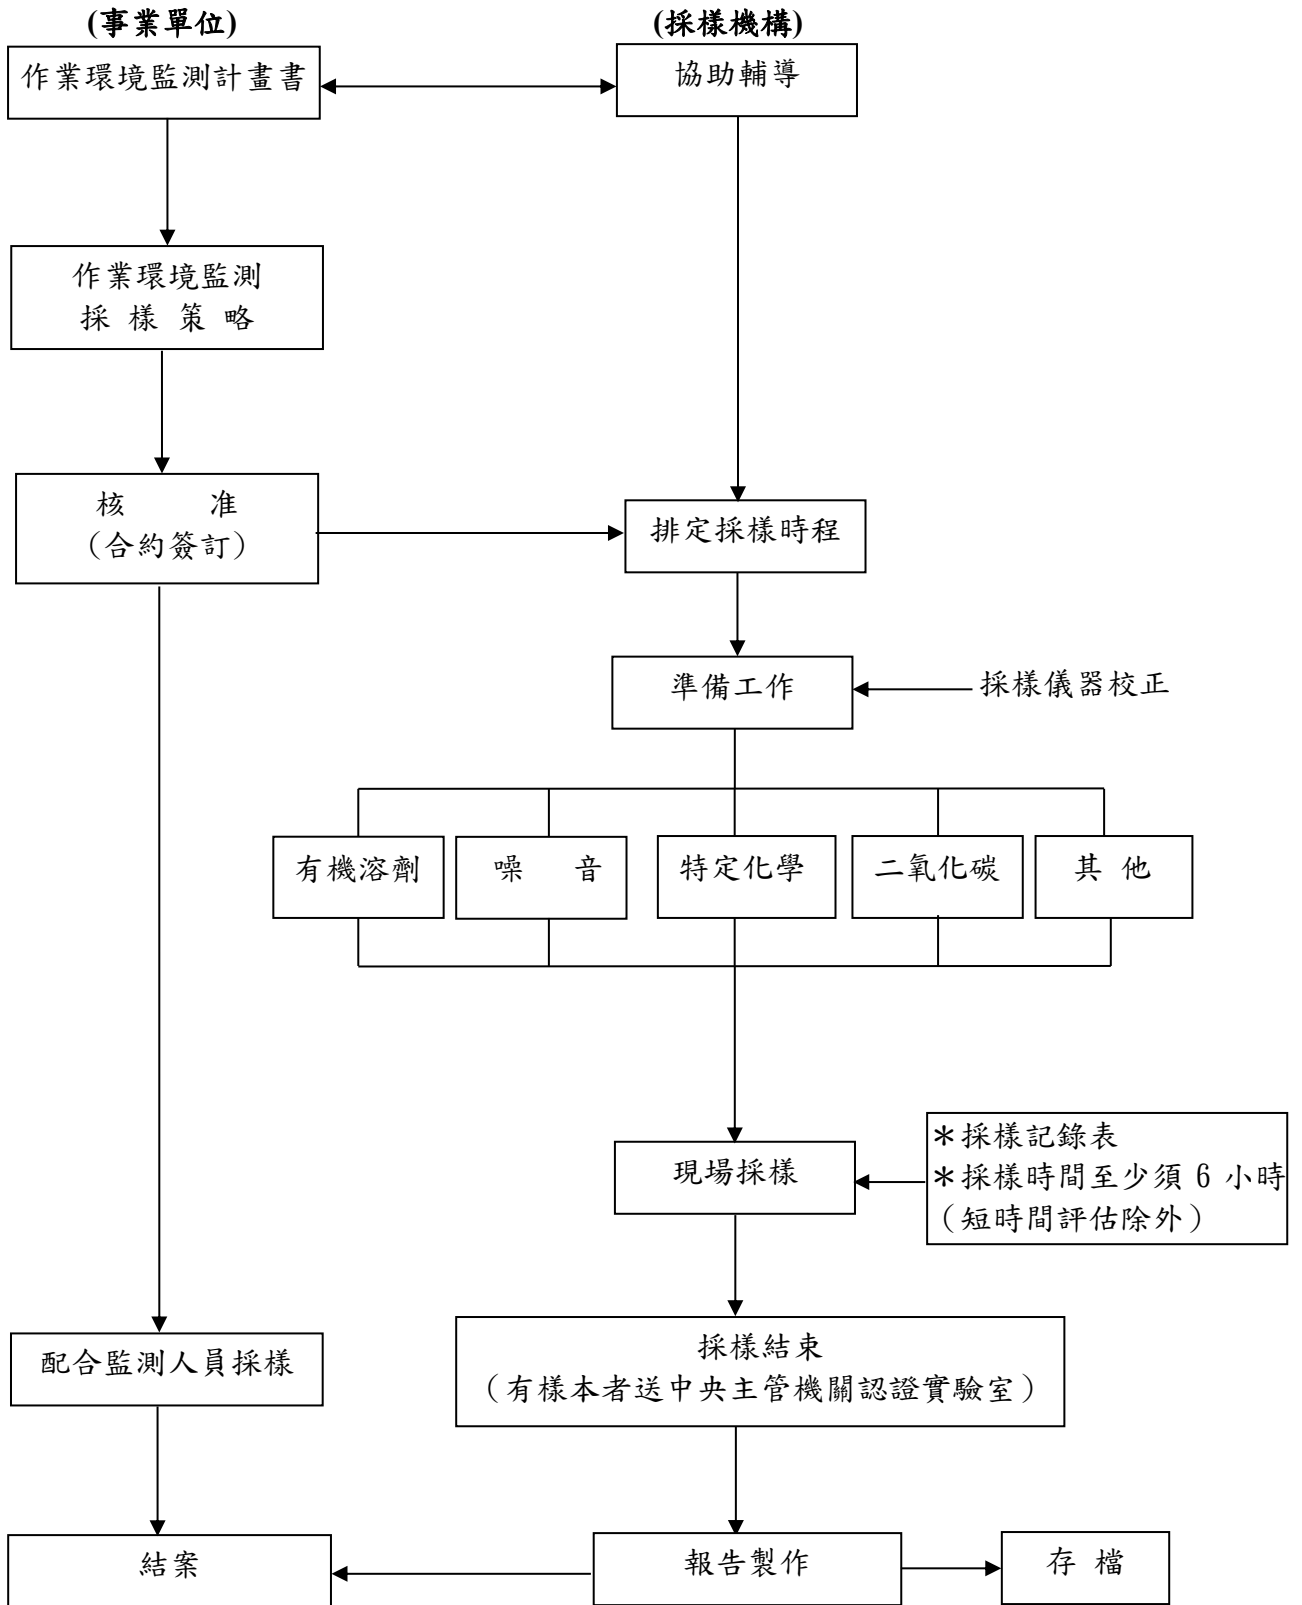 (事業單位)
(採樣機構)
作業環境監測計畫書
協助輔導
作業環境監測
採 樣 策 略
核 准
（合約簽訂）
排定採樣時程
準備工作
採樣儀器校正
有機溶劑
噪 音
特定化學
二氧化碳
其 他
現場採樣
＊採樣記錄表
＊採樣時間至少須 6 小時
（短時間評估除外）
配合監測人員採樣
採樣結束
（有樣本者送中央主管機關認證實驗室）
結案
報告製作
存 檔